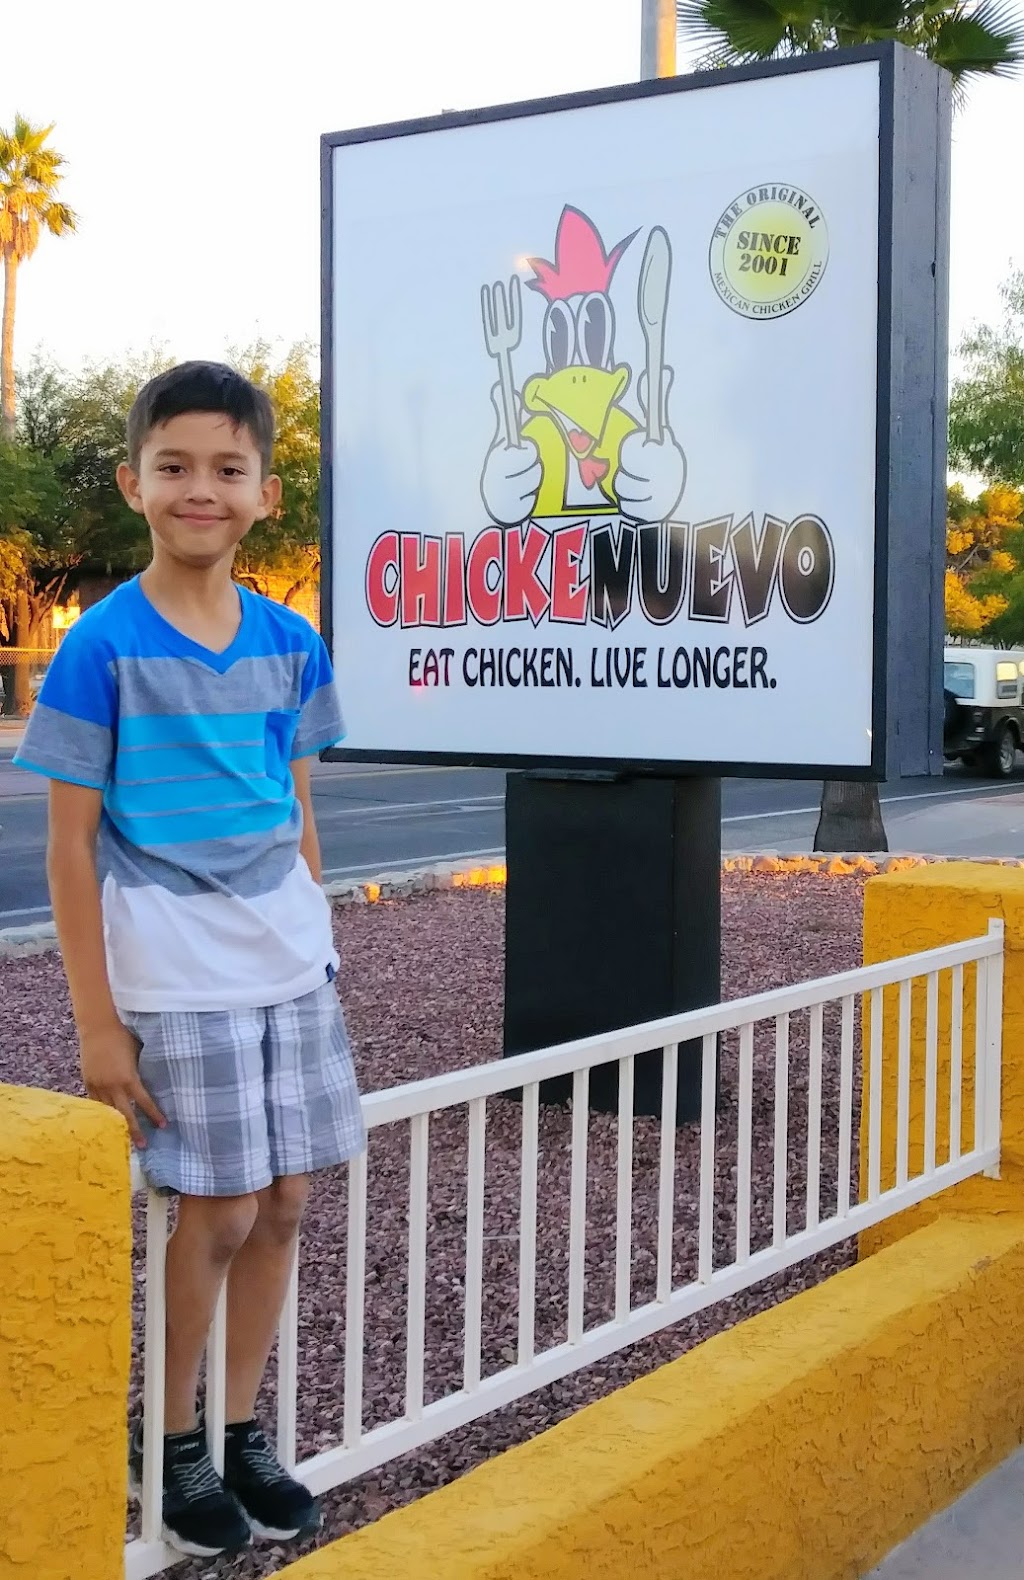 THE ORIGINAL
SINCE
2001
MEXICAN CHICKEN GRILL
CHICKENUEVO
EAT CHICKEN. LIVE LONGER.